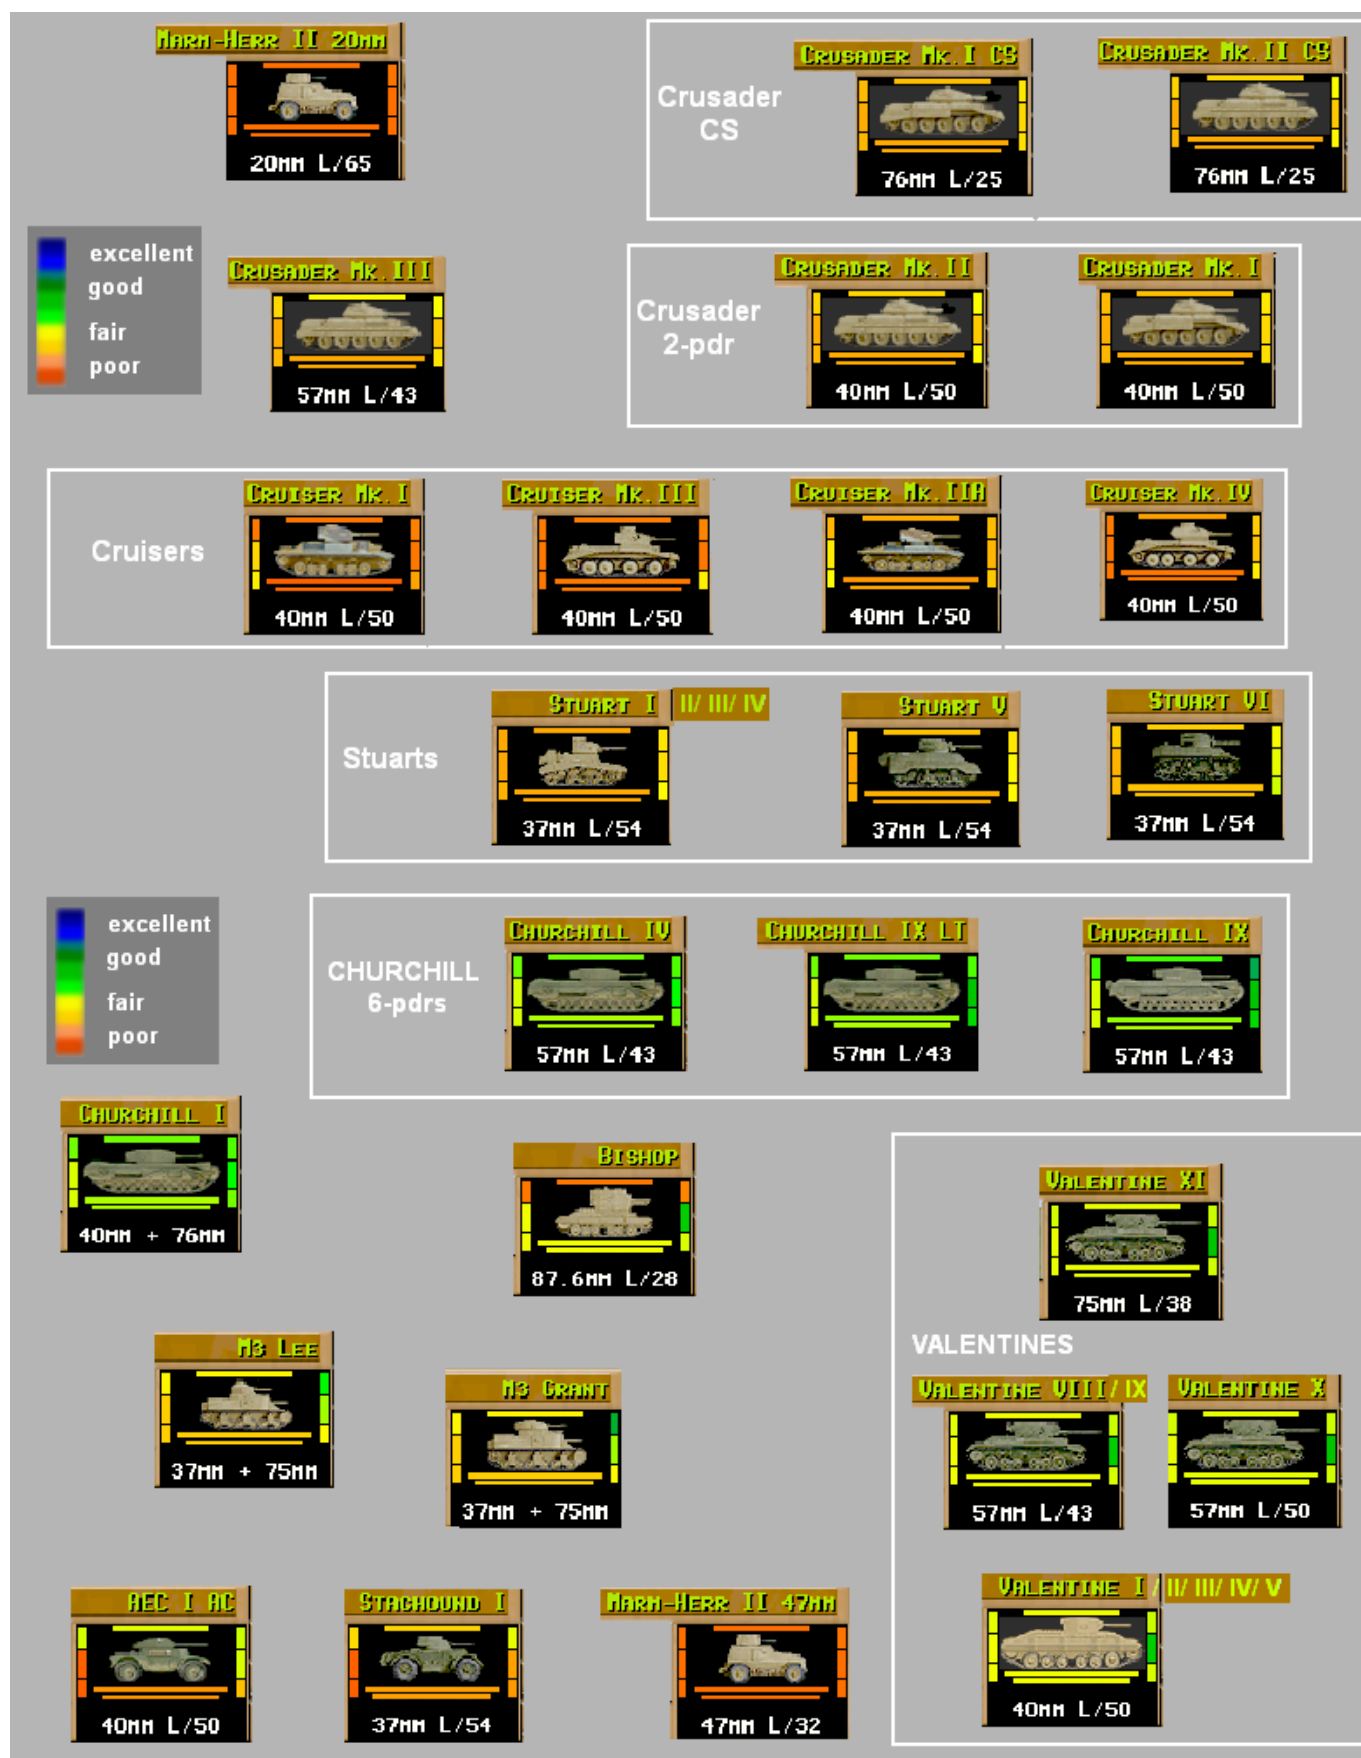 Marm-Herr II 20mm
20mm L/65
Crusader
CS
Crusader Mk.I CS
76mm L/25
Crusader Mk.II CS
76mm L/25
excellent
good
fair
poor
Crusader Mk.III
57mm L/43
Crusader
2-pdr
Crusader Mk.II
40mm L/50
Crusader Mk.I
40mm L/50
Cruisers
Cruiser Mk.I
40mm L/50
Cruiser Mk.III
40mm L/50
Cruiser Mk.IIA
40mm L/50
Cruiser Mk.IV
40mm L/50
Stuarts
Stuart I II/ III/ IV
37mm L/54
Stuart V
37mm L/54
Stuart VI
37mm L/54
excellent
good
fair
poor
CHURCHILL
6-pdrs
Churchill IV
57mm L/43
Churchill IX LT
57mm L/43
Churchill IX
57mm L/43
Churchill I
40mm + 76mm
Bishop
87.6mm L/28
M3 Lee
37mm + 75mm
M3 Grant
37mm + 75mm
VALENTINES
Valentine XI
75mm L/38
Valentine VIII/ IX
57mm L/43
Valentine X
57mm L/50
Valentine I / II/ III/ IV/ V
40mm L/50
AEC I AC
40mm L/50
Staghound I
37mm L/54
Marm-Herr II 47mm
47mm L/32